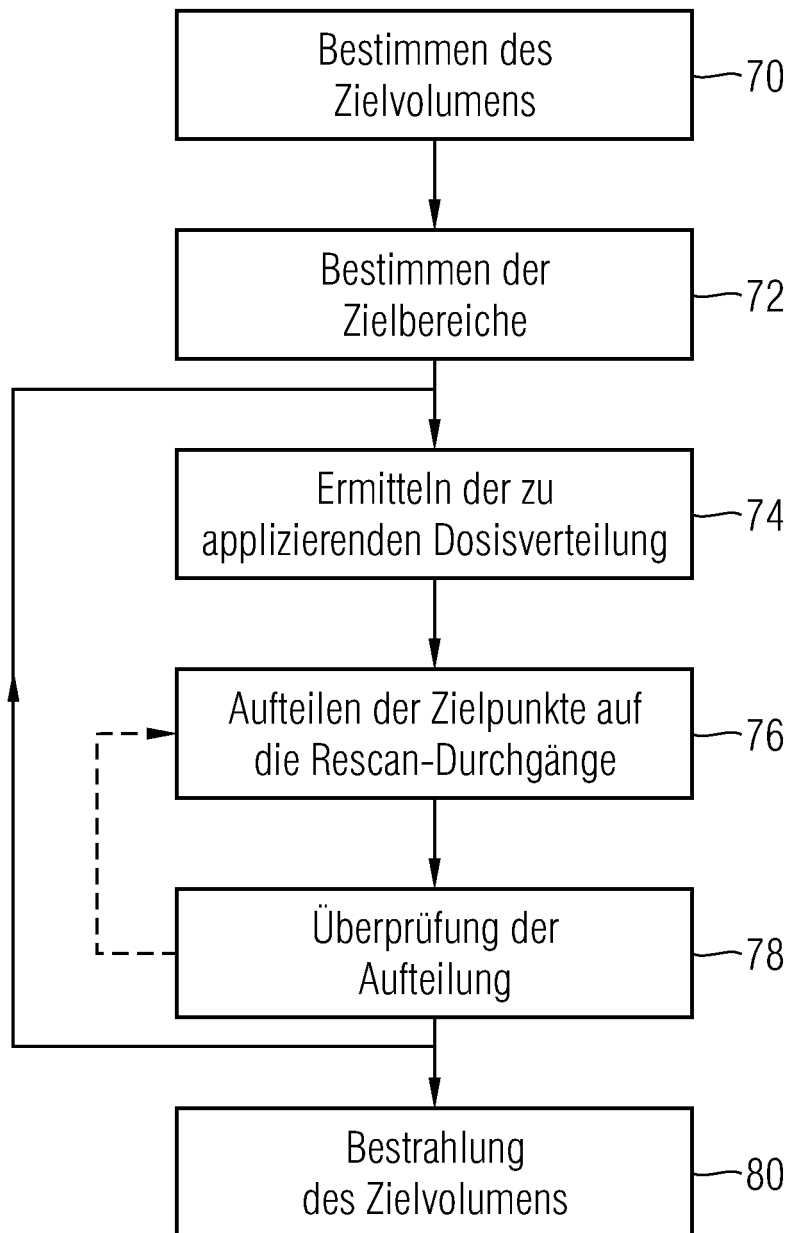 Bestimmen des
Zielvolumens
70
Bestimmen der
Zielbereiche
72
Ermitteln der zu
applizierenden Dosisverteilung
74
Aufteilen der Zielpunkte auf
die Rescan-Durchgänge
76
Überprüfung der
Aufteilung
78
Bestrahlung
des Zielvolumens
80